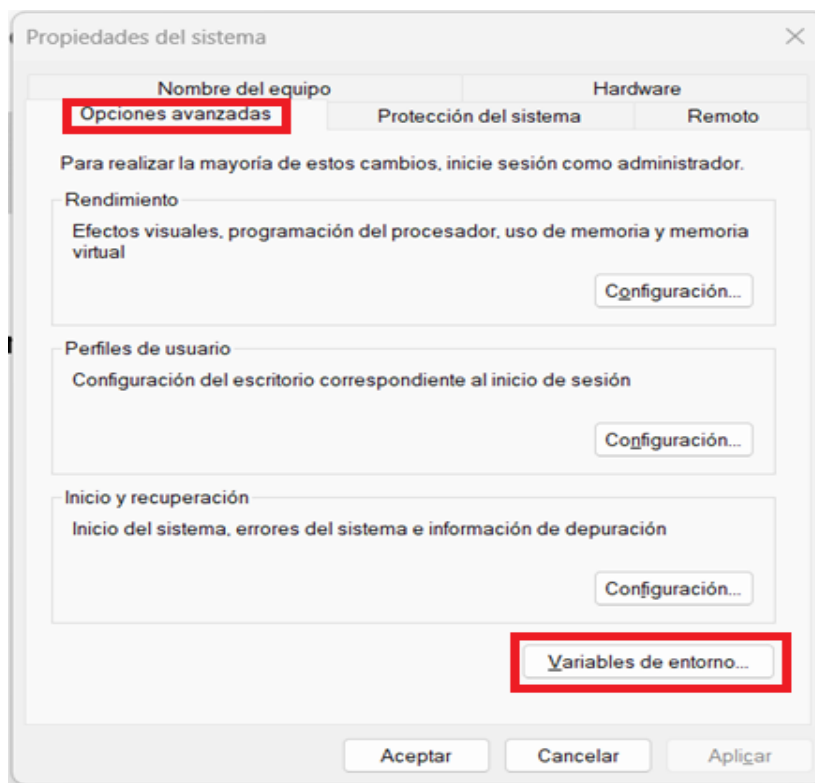 Propiedades del sistema
Nombre del equipo
Hardware
Opciones avanzadas
Protección del sistema
Remoto
Para realizar la mayoría de estos cambios, inicie sesión como administrador.
Rendimiento
Efectos visuales, programación del procesador, uso de memoria y memoria
virtual
Configuración...
Perfiles de usuario
Configuración del escritorio correspondiente al inicio de sesión
Configuración...
Inicio y recuperación
Inicio del sistema, errores del sistema e información de depuración
Configuración...
Variables de entorno...
Aceptar
Cancelar
Aplicar